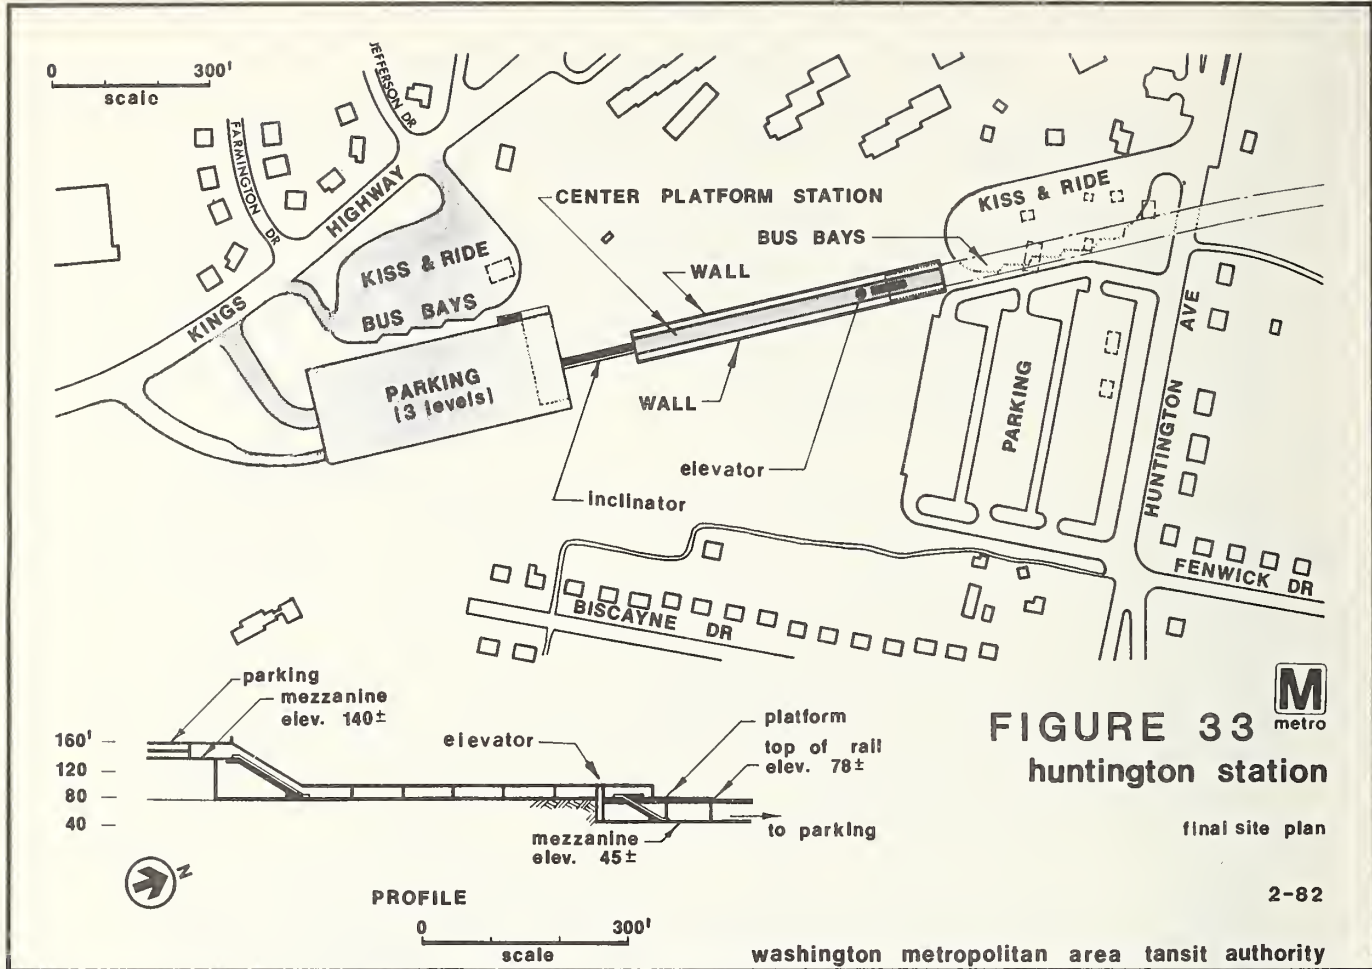 0 300'
scale
JEFFERSON DR
FARMINGTON DR
KINGS HIGHWAY
KISS & RIDE
BUS BAYS
PARKING
(3 levels)
CENTER PLATFORM STATION
BUS BAYS
WALL
WALL
KISS & RIDE
elevator
inclinator
PARKING
HUNTINGTON AVE
FENWICK DR
BISCAYNE DR
parking
mezzanine
elev. 140±
160'
120
80
40
elevator
platform
top of rail
elev. 78±
to parking
mezzanine
elev. 45±
N
PROFILE
0 300'
scale
M
metro
FIGURE 33
huntington station
final site plan
2-82
washington metropolitan area tansit authority